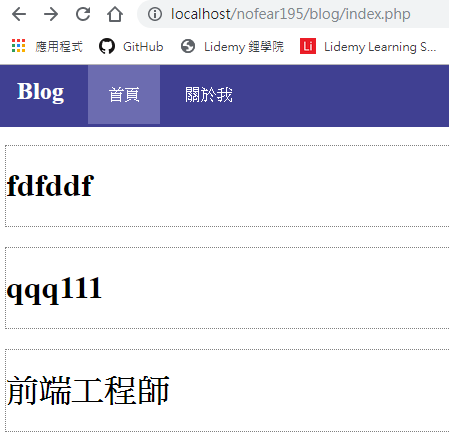 localhost/nofear195/blog/index.php
應用程式 GitHub Lidemy 鋰學院 Li Lidemy Learning S...
Blog 首頁 關於我
fdfddf
qqq111
前端工程師